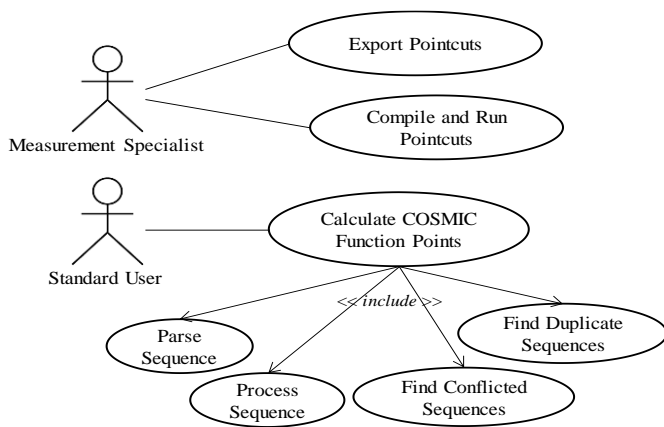 Export Pointcuts
Compile and Run
Pointcuts
Measurement Specialist
Calculate COSMIC
Function Points
Standard User
<< include >>
Parse
Sequence
Find Duplicate
Sequences
Process
Sequence
Find Conflicted
Sequences